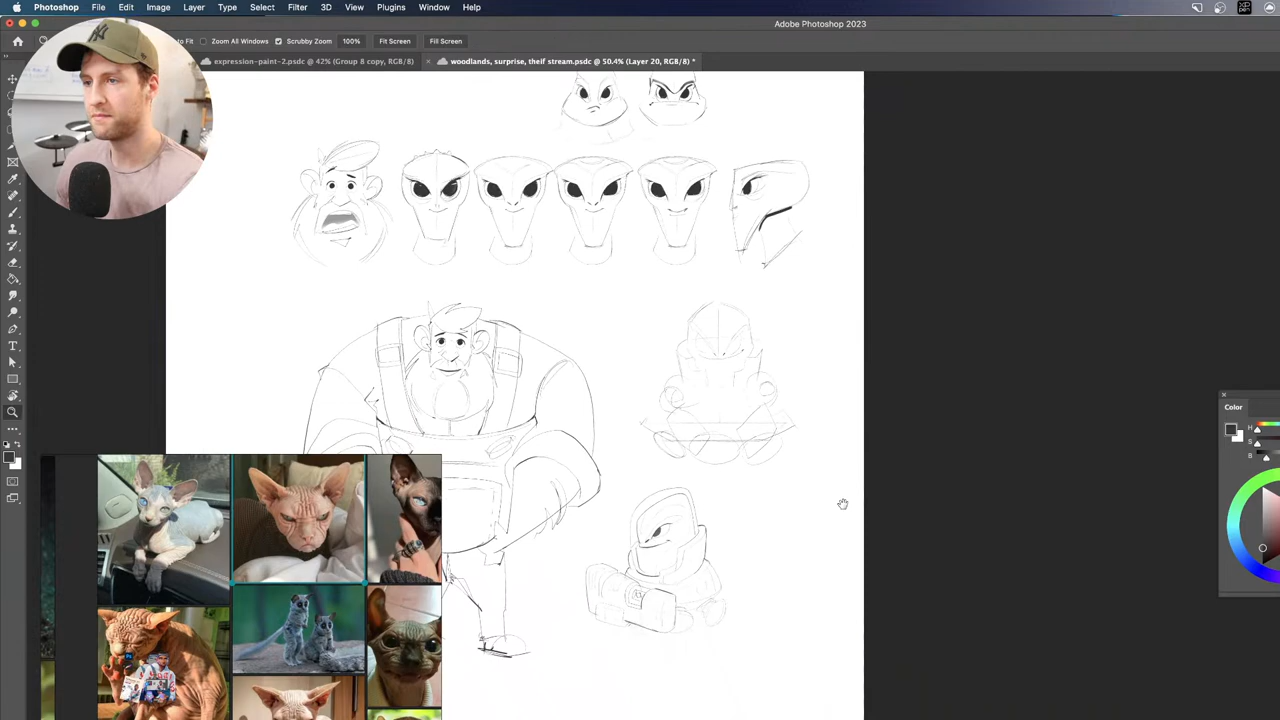 Photoshop File Edit Image Layer Type Select Filter 3D View Plugins Window Help
Adobe Photoshop 2023
to Fit Zoom All Windows Scrubby Zoom 100% Fit Screen Fill Screen
expression-paint-2.psdc @ 42% (Group 8 copy, RGB/8) × woodlands, surprise, theif stream.psdc @ 50.4% (Layer 20, RGB/8) *
Color
H
S
B